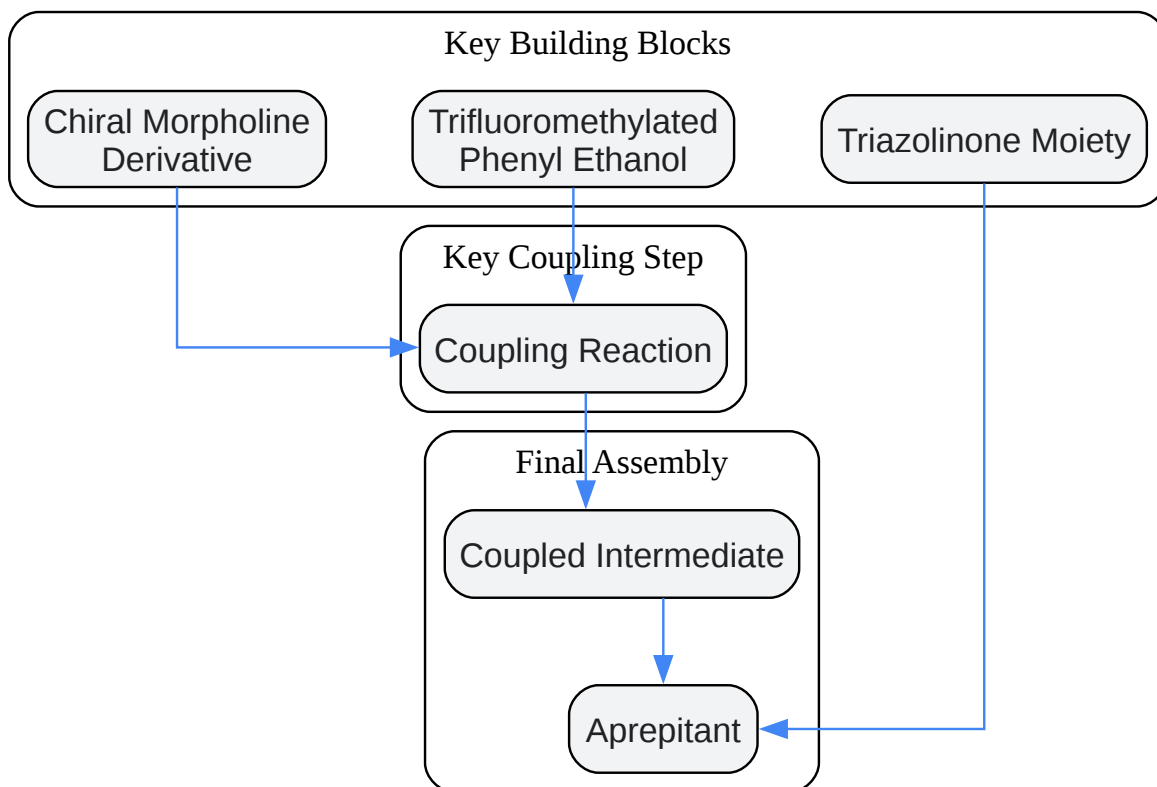 Key Building Blocks
Chiral Morpholine
Derivative
Trifluoromethylated
Phenyl Ethanol
Triazolinone Moiety
Key Coupling Step
Coupling Reaction
Final Assembly
Coupled Intermediate
Aprepitant